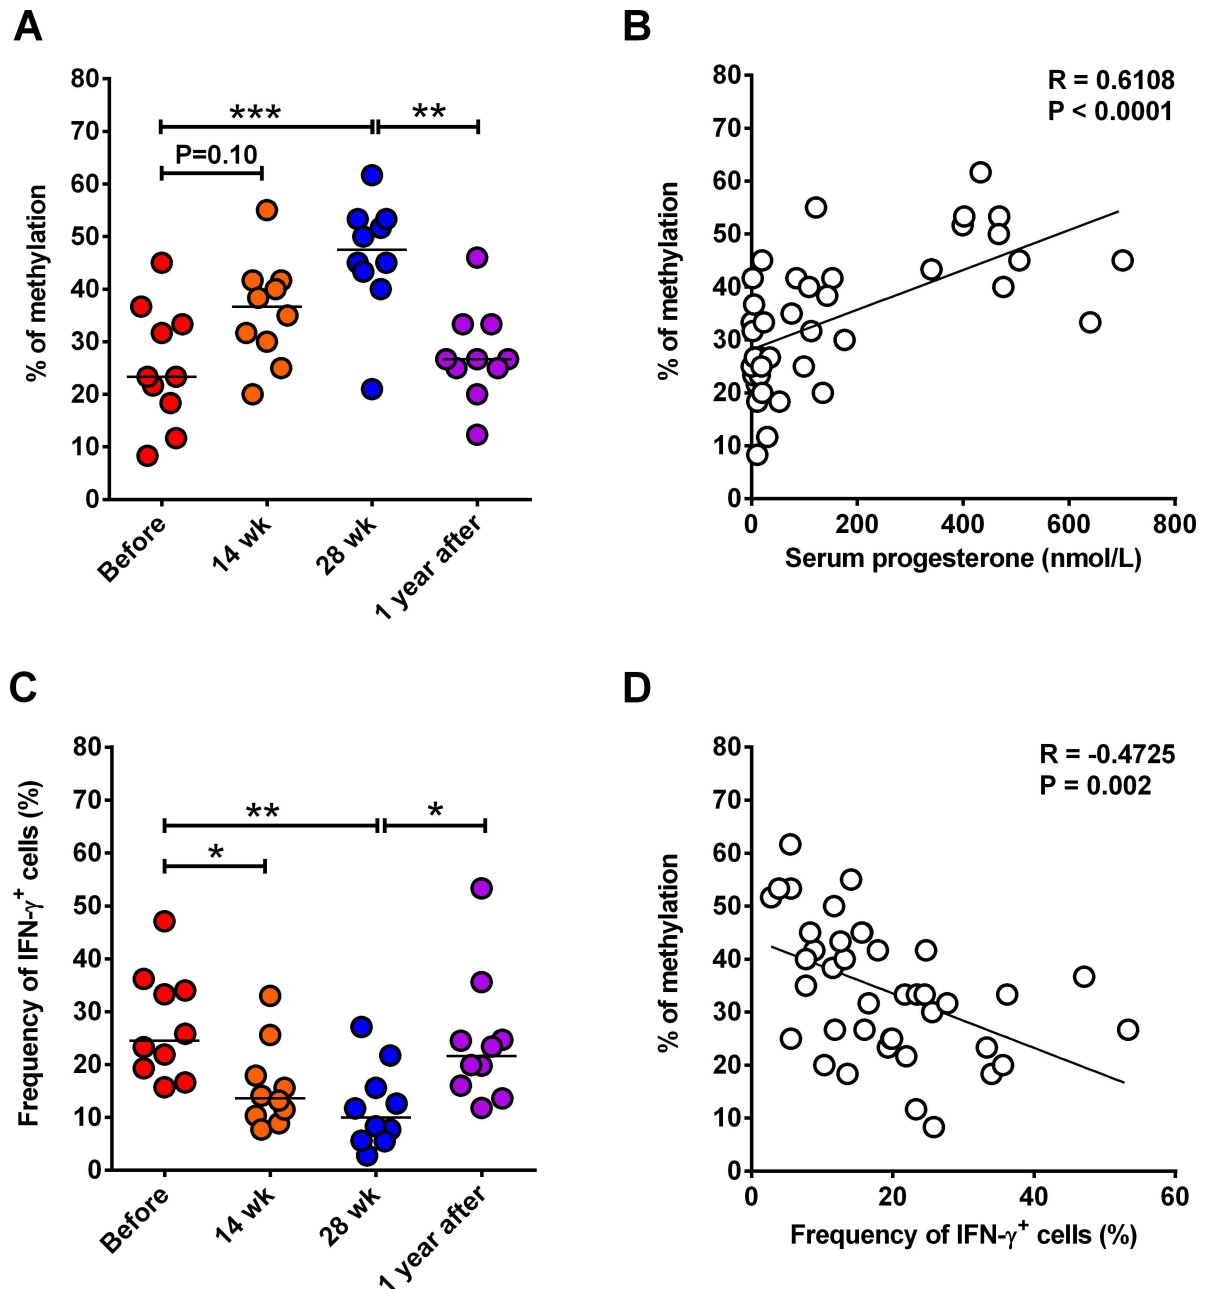 A
80
70
60
50
40
30
20
10
0
% of methylation
***
**
P=0.10
Before
14 wk
28 wk
1 year after
B
80
70
60
50
40
30
20
10
0
% of methylation
R = 0.6108
P < 0.0001
0 200 400 600 800
Serum progesterone (nmol/L)
C
80
70
60
50
40
30
20
10
0
Frequency of IFN-γ+ cells (%)
**
*
*
Before
14 wk
28 wk
1 year after
D
80
70
60
50
40
30
20
10
0
% of methylation
R = -0.4725
P = 0.002
0 20 40 60
Frequency of IFN-γ+ cells (%)